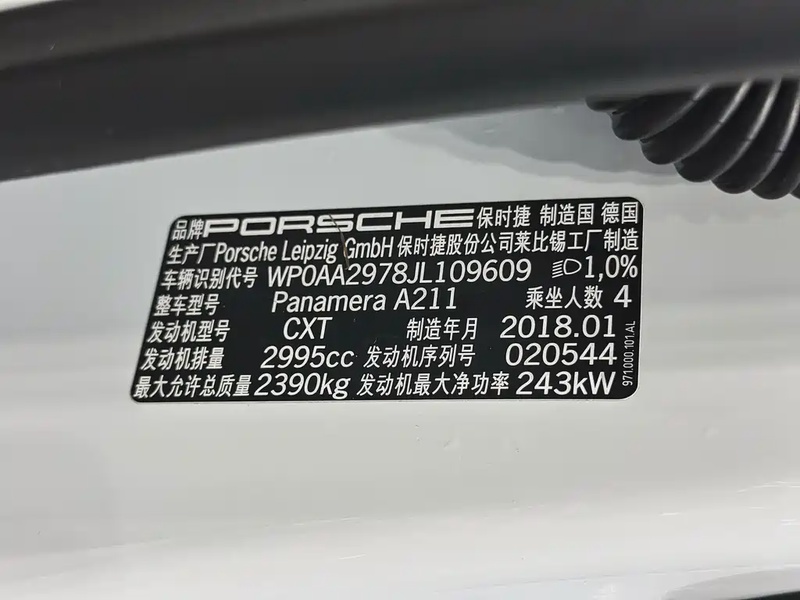 品牌PORSCHE保时捷 制造国 德国
生产厂Porsche Leipzig GmbH 保时捷股份公司莱比锡工厂制造
车辆识别代号 WP0AA2978JL109609 1,0%
整车型号 Panamera A211 乘坐人数 4
发动机型号 CXT 制造年月 2018.01
发动机排量 2995cc 发动机序列号 020544
最大允许总质量 2390kg 发动机最大净功率 243kW
971.000.101.AL